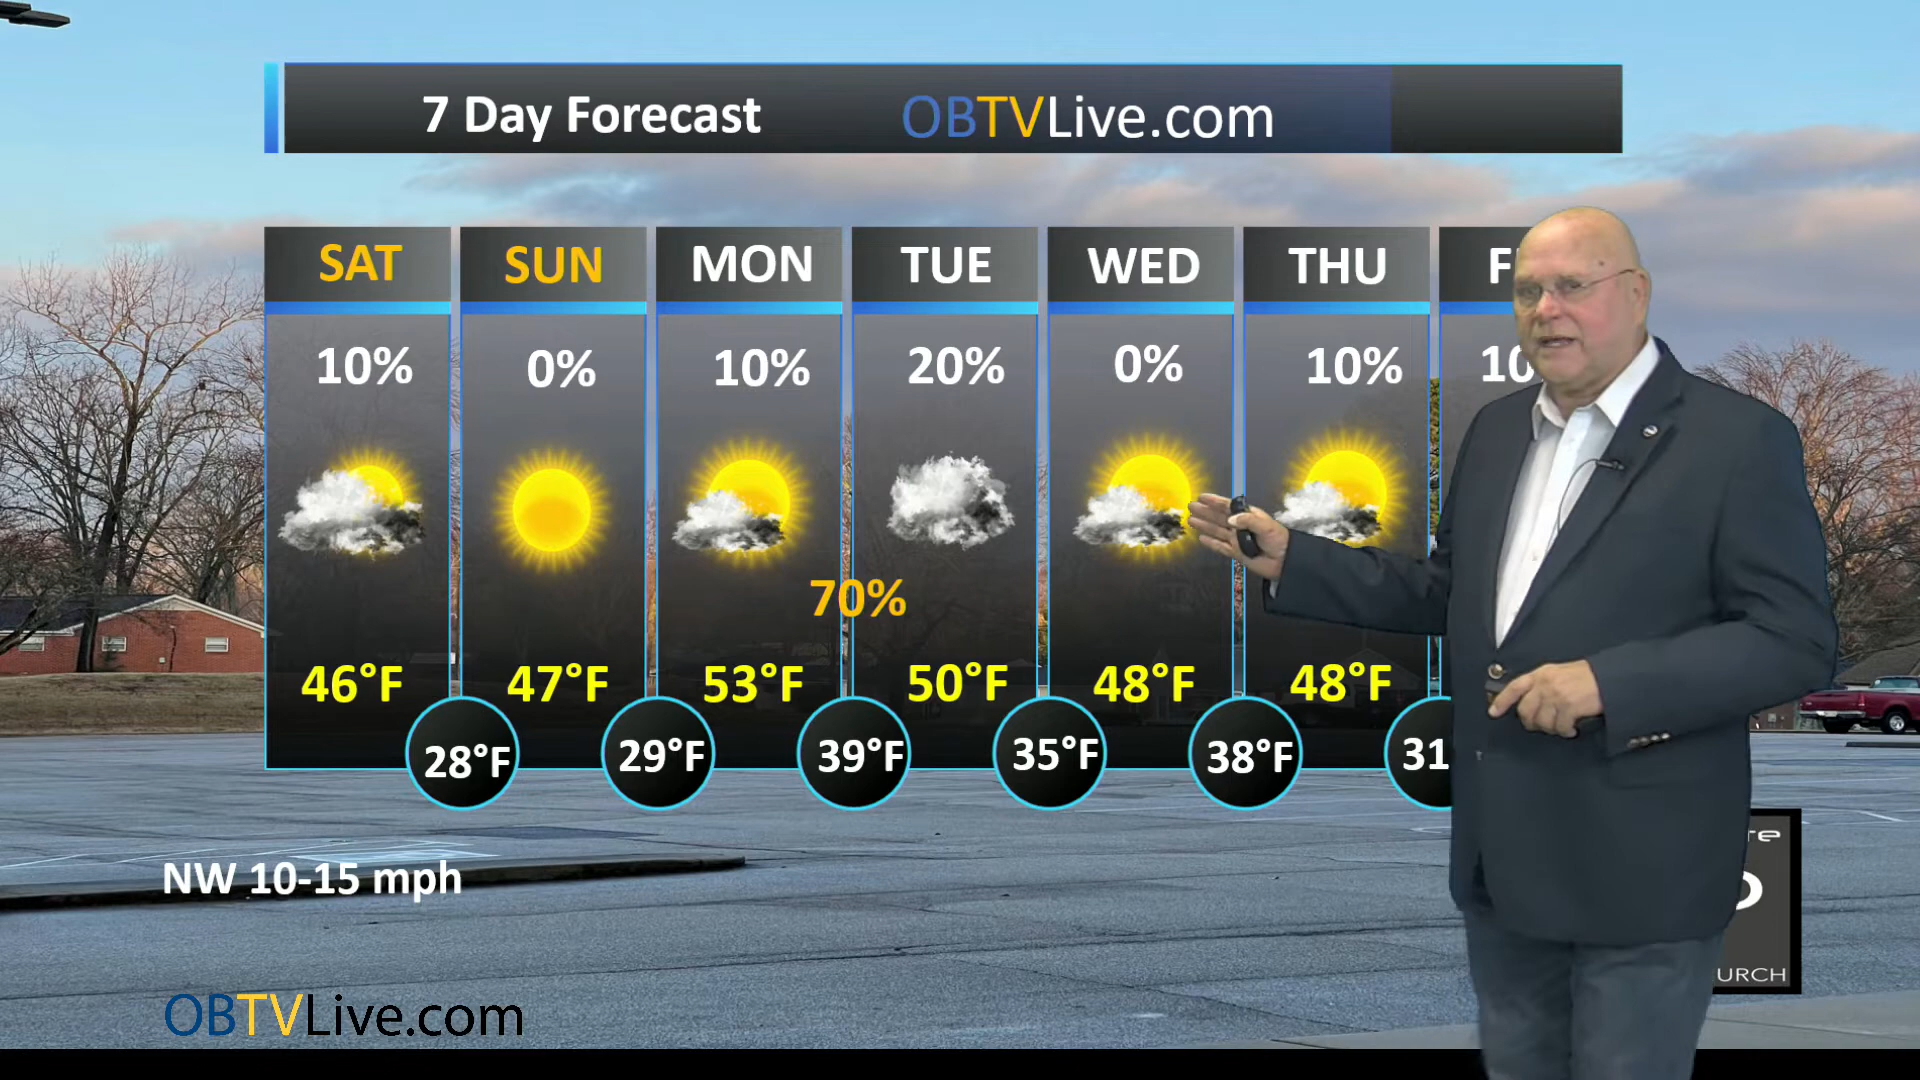 7 Day Forecast OBTVLive.com
SAT SUN MON TUE WED THU
10% 0% 10% 20% 0% 10%
70%
46°F 47°F 53°F 50°F 48°F 48°F
28°F 29°F 39°F 35°F 38°F 31
NW 10-15 mph
OBTVLive.com